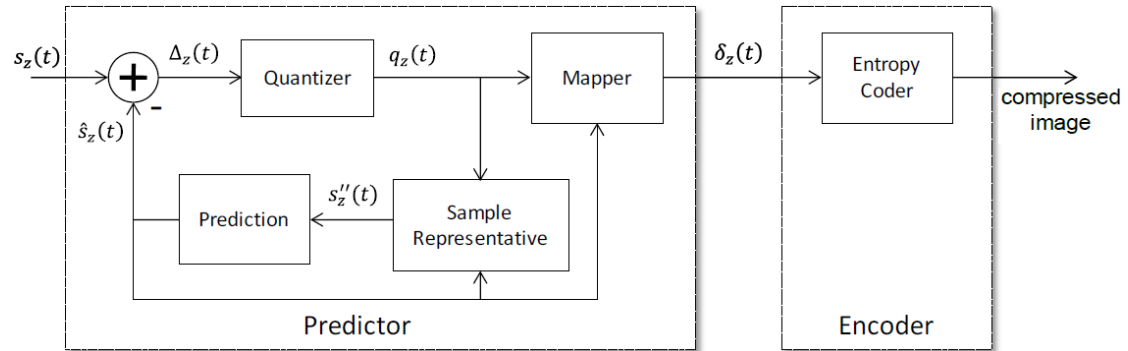 s_z(t)
Δ_z(t)
Quantizer
q_z(t)
Mapper
δ_z(t)
Entropy
Coder
compressed
image
+
-
ŝ_z(t)
Prediction
s''_z(t)
Sample
Representative
Predictor
Encoder